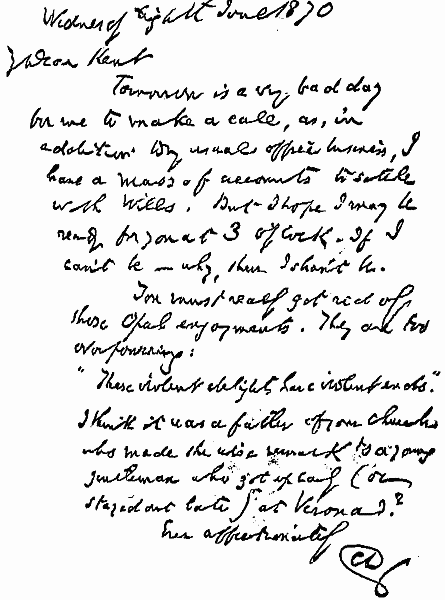 Wednesday Eighth June 1870
My Dear Kent
Tomorrow is a very bad day
for me to make a call, as, in
addition to my usual office business, I
have a mass of accounts to settle
with Wills. But I hope I may be
ready for you at 3 o'clock. If I
can't be — why, then I shan't be.
You must really get rid of
those Opal enjoyments. They are too
overpowering:
"These violent delights have violent ends."
I think it was a father of your church
who made the wise remark to a young
gentleman who got up early (or
stayed out late) at Verona?
Ever affectionately
CD